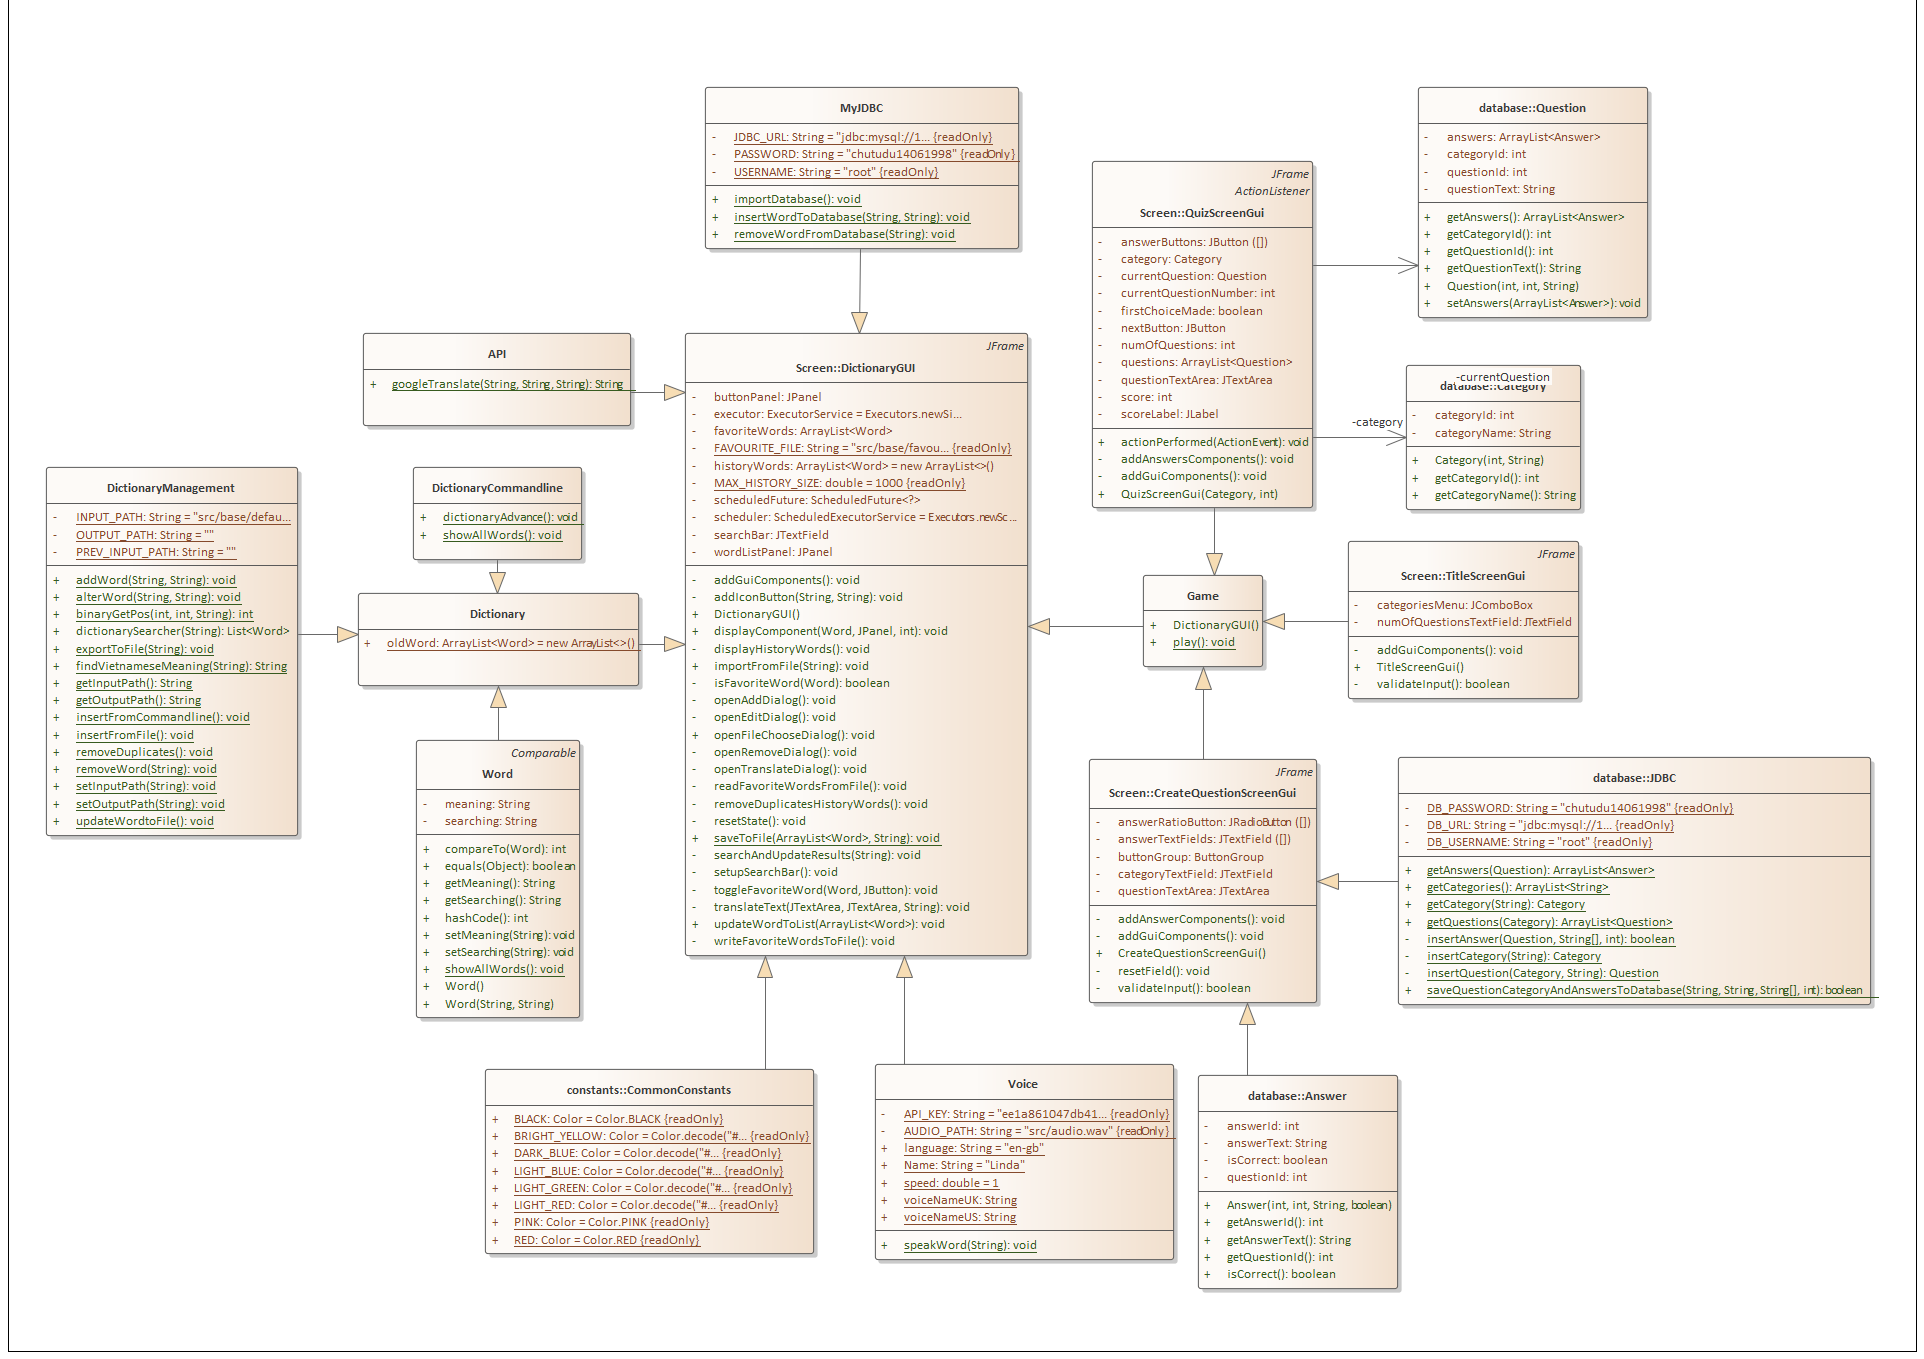 MyJDBC
- JDBC_URL: String = "jdbc:mysql://1... {readOnly}
- PASSWORD: String = "chutudu14061998" {readOnly}
- USERNAME: String = "root" {readOnly}
+ importDatabase(): void
+ insertWordToDatabase(String, String): void
+ removeWordFromDatabase(String): void
database::Question
- answers: ArrayList<Answer>
- categoryId: int
- questionId: int
- questionText: String
+ getAnswers(): ArrayList<Answer>
+ getCategoryId(): int
+ getQuestionId(): int
+ getQuestionText(): String
+ Question(int, int, String)
+ setAnswers(ArrayList<Answer>): void
JFrame
ActionListener
Screen::QuizScreenGui
- answerButtons: JButton ([])
- category: Category
- currentQuestion: Question
- currentQuestionNumber: int
- firstChoiceMade: boolean
- nextButton: JButton
- numOfQuestions: int
- questions: ArrayList<Question>
- questionTextArea: JTextArea
- score: int
- scoreLabel: JLabel
+ actionPerformed(ActionEvent): void
- addAnswersComponents(): void
- addGuiComponents(): void
+ QuizScreenGui(Category, int)
-currentQuestion
-category
database::Category
- categoryId: int
- categoryName: String
+ Category(int, String)
+ getCategoryId(): int
+ getCategoryName(): String
API
+ googleTranslate(String, String, String): String
JFrame
Screen::DictionaryGUI
- buttonPanel: JPanel
- executor: ExecutorService = Executors.newSi...
- favoriteWords: ArrayList<Word>
- FAVOURITE_FILE: String = "src/base/favou... {readOnly}
- historyWords: ArrayList<Word> = new ArrayList<>()
- MAX_HISTORY_SIZE: double = 1000 {readOnly}
- scheduledFuture: ScheduledFuture<?>
- scheduler: ScheduledExecutorService = Executors.newSc...
- searchBar: JTextField
- wordListPanel: JPanel
- addGuiComponents(): void
- addIconButton(String, String): void
+ DictionaryGUI()
+ displayComponent(Word, JPanel, int): void
- displayHistoryWords(): void
+ importFromFile(String): void
- isFavoriteWord(Word): boolean
- openAddDialog(): void
- openEditDialog(): void
+ openFileChooseDialog(): void
- openRemoveDialog(): void
- openTranslateDialog(): void
- readFavoriteWordsFromFile(): void
- removeDuplicatesHistoryWords(): void
- resetState(): void
+ saveToFile(ArrayList<Word>, String): void
- searchAndUpdateResults(String): void
- setupSearchBar(): void
- toggleFavoriteWord(Word, JButton): void
- translateText(JTextArea, JTextArea, String): void
+ updateWordToList(ArrayList<Word>): void
- writeFavoriteWordsToFile(): void
DictionaryManagement
- INPUT_PATH: String = "src/base/defau...
- OUTPUT_PATH: String = ""
- PREV_INPUT_PATH: String = ""
+ addWord(String, String): void
+ alterWord(String, String): void
+ binaryGetPos(int, int, String): int
+ dictionarySearcher(String): List<Word>
+ exportToFile(String): void
+ findVietnameseMeaning(String): String
+ getInputPath(): String
+ getOutputPath(): String
+ insertFromCommandline(): void
+ insertFromFile(): void
+ removeDuplicates(): void
+ removeWord(String): void
+ setInputPath(String): void
+ setOutputPath(String): void
+ updateWordtoFile(): void
DictionaryCommandline
+ dictionaryAdvance(): void
+ showAllWords(): void
Dictionary
+ oldWord: ArrayList<Word> = new ArrayList<>()
Comparable
Word
- meaning: String
- searching: String
+ compareTo(Word): int
+ equals(Object): boolean
+ getMeaning(): String
+ getSearching(): String
+ hashCode(): int
+ setMeaning(String): void
+ setSearching(String): void
+ showAllWords(): void
+ Word()
+ Word(String, String)
Game
+ DictionaryGUI()
+ play(): void
JFrame
Screen::TitleScreenGui
- categoriesMenu: JComboBox
- numOfQuestionsTextField: JTextField
- addGuiComponents(): void
+ TitleScreenGui()
- validateInput(): boolean
JFrame
Screen::CreateQuestionScreenGui
- answerRatioButton: JRadioButton ([])
- answerTextFields: JTextField ([])
- buttonGroup: ButtonGroup
- categoryTextField: JTextField
- questionTextArea: JTextArea
- addAnswerComponents(): void
- addGuiComponents(): void
+ CreateQuestionScreenGui()
- resetField(): void
- validateInput(): boolean
database::JDBC
- DB_PASSWORD: String = "chutudu14061998" {readOnly}
- DB_URL: String = "jdbc:mysql://1... {readOnly}
- DB_USERNAME: String = "root" {readOnly}
+ getAnswers(Question): ArrayList<Answer>
+ getCategories(): ArrayList<String>
+ getCategory(String): Category
+ getQuestions(Category): ArrayList<Question>
- insertAnswer(Question, String[], int): boolean
- insertCategory(String): Category
- insertQuestion(Category, String): Question
+ saveQuestionCategoryAndAnswersToDatabase(String, String, String[], int): boolean
constants::CommonConstants
+ BLACK: Color = Color.BLACK {readOnly}
+ BRIGHT_YELLOW: Color = Color.decode("#... {readOnly}
+ DARK_BLUE: Color = Color.decode("#... {readOnly}
+ LIGHT_BLUE: Color = Color.decode("#... {readOnly}
+ LIGHT_GREEN: Color = Color.decode("#... {readOnly}
+ LIGHT_RED: Color = Color.decode("#... {readOnly}
+ PINK: Color = Color.PINK {readOnly}
+ RED: Color = Color.RED {readOnly}
Voice
- API_KEY: String = "ee1a861047db41... {readOnly}
- AUDIO_PATH: String = "src/audio.wav" {readOnly}
+ language: String = "en-gb"
+ Name: String = "Linda"
+ speed: double = 1
+ voiceNameUK: String
+ voiceNameUS: String
+ speakWord(String): void
database::Answer
- answerId: int
- answerText: String
- isCorrect: boolean
- questionId: int
+ Answer(int, int, String, boolean)
+ getAnswerId(): int
+ getAnswerText(): String
+ getQuestionId(): int
+ isCorrect(): boolean